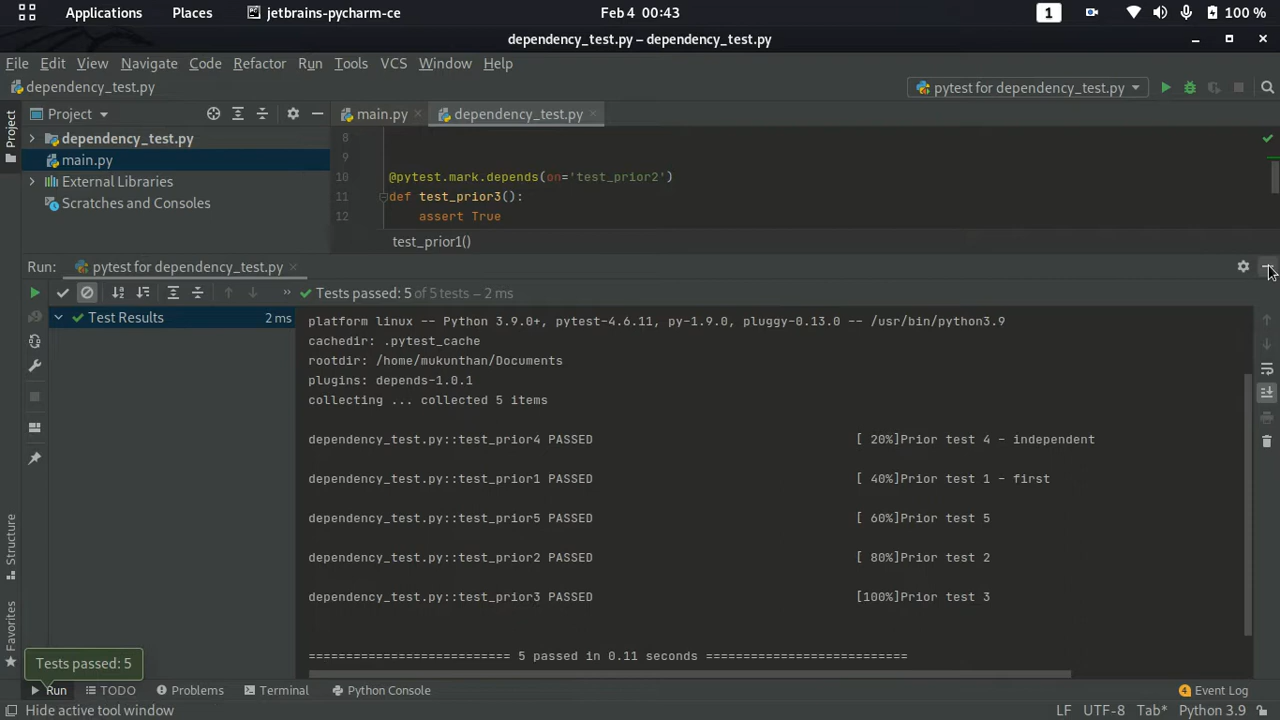 Applications Places jetbrains-pycharm-ce Feb 4 00:43 1 100 %
dependency_test.py – dependency_test.py
File Edit View Navigate Code Refactor Run Tools VCS Window Help
dependency_test.py pytest for dependency_test.py
Project Project main.py dependency_test.py
8
dependency_test.py
9
main.py
10 @pytest.mark.depends(on='test_prior2')
External Libraries
11 def test_prior3():
Scratches and Consoles
12 assert True
test_prior1()
Run: pytest for dependency_test.py
» Tests passed: 5 of 5 tests – 2 ms
Test Results 2 ms
platform linux -- Python 3.9.0+, pytest-4.6.11, py-1.9.0, pluggy-0.13.0 -- /usr/bin/python3.9
cachedir: .pytest_cache
rootdir: /home/mukunthan/Documents
plugins: depends-1.0.1
collecting ... collected 5 items
dependency_test.py::test_prior4 PASSED [ 20%]Prior test 4 - independent
dependency_test.py::test_prior1 PASSED [ 40%]Prior test 1 - first
dependency_test.py::test_prior5 PASSED [ 60%]Prior test 5
dependency_test.py::test_prior2 PASSED [ 80%]Prior test 2
dependency_test.py::test_prior3 PASSED [100%]Prior test 3
=========================== 5 passed in 0.11 seconds ===========================
Structure
Favorites
Tests passed: 5
Run TODO Problems Terminal Python Console 4 Event Log
Hide active tool window LF UTF-8 Tab* Python 3.9